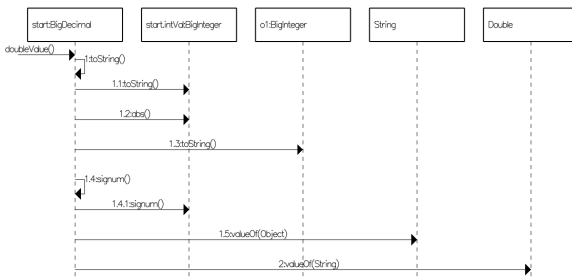 start:BigDecimal
start.intVal:BigInteger
o1:BigInteger
String
Double
doubleValue()
1:toString()
1.1:toString()
1.2:abs()
1.3:toString()
1.4:signum()
1.4.1:signum()
1.5:valueOf(Object)
2:valueOf(String)